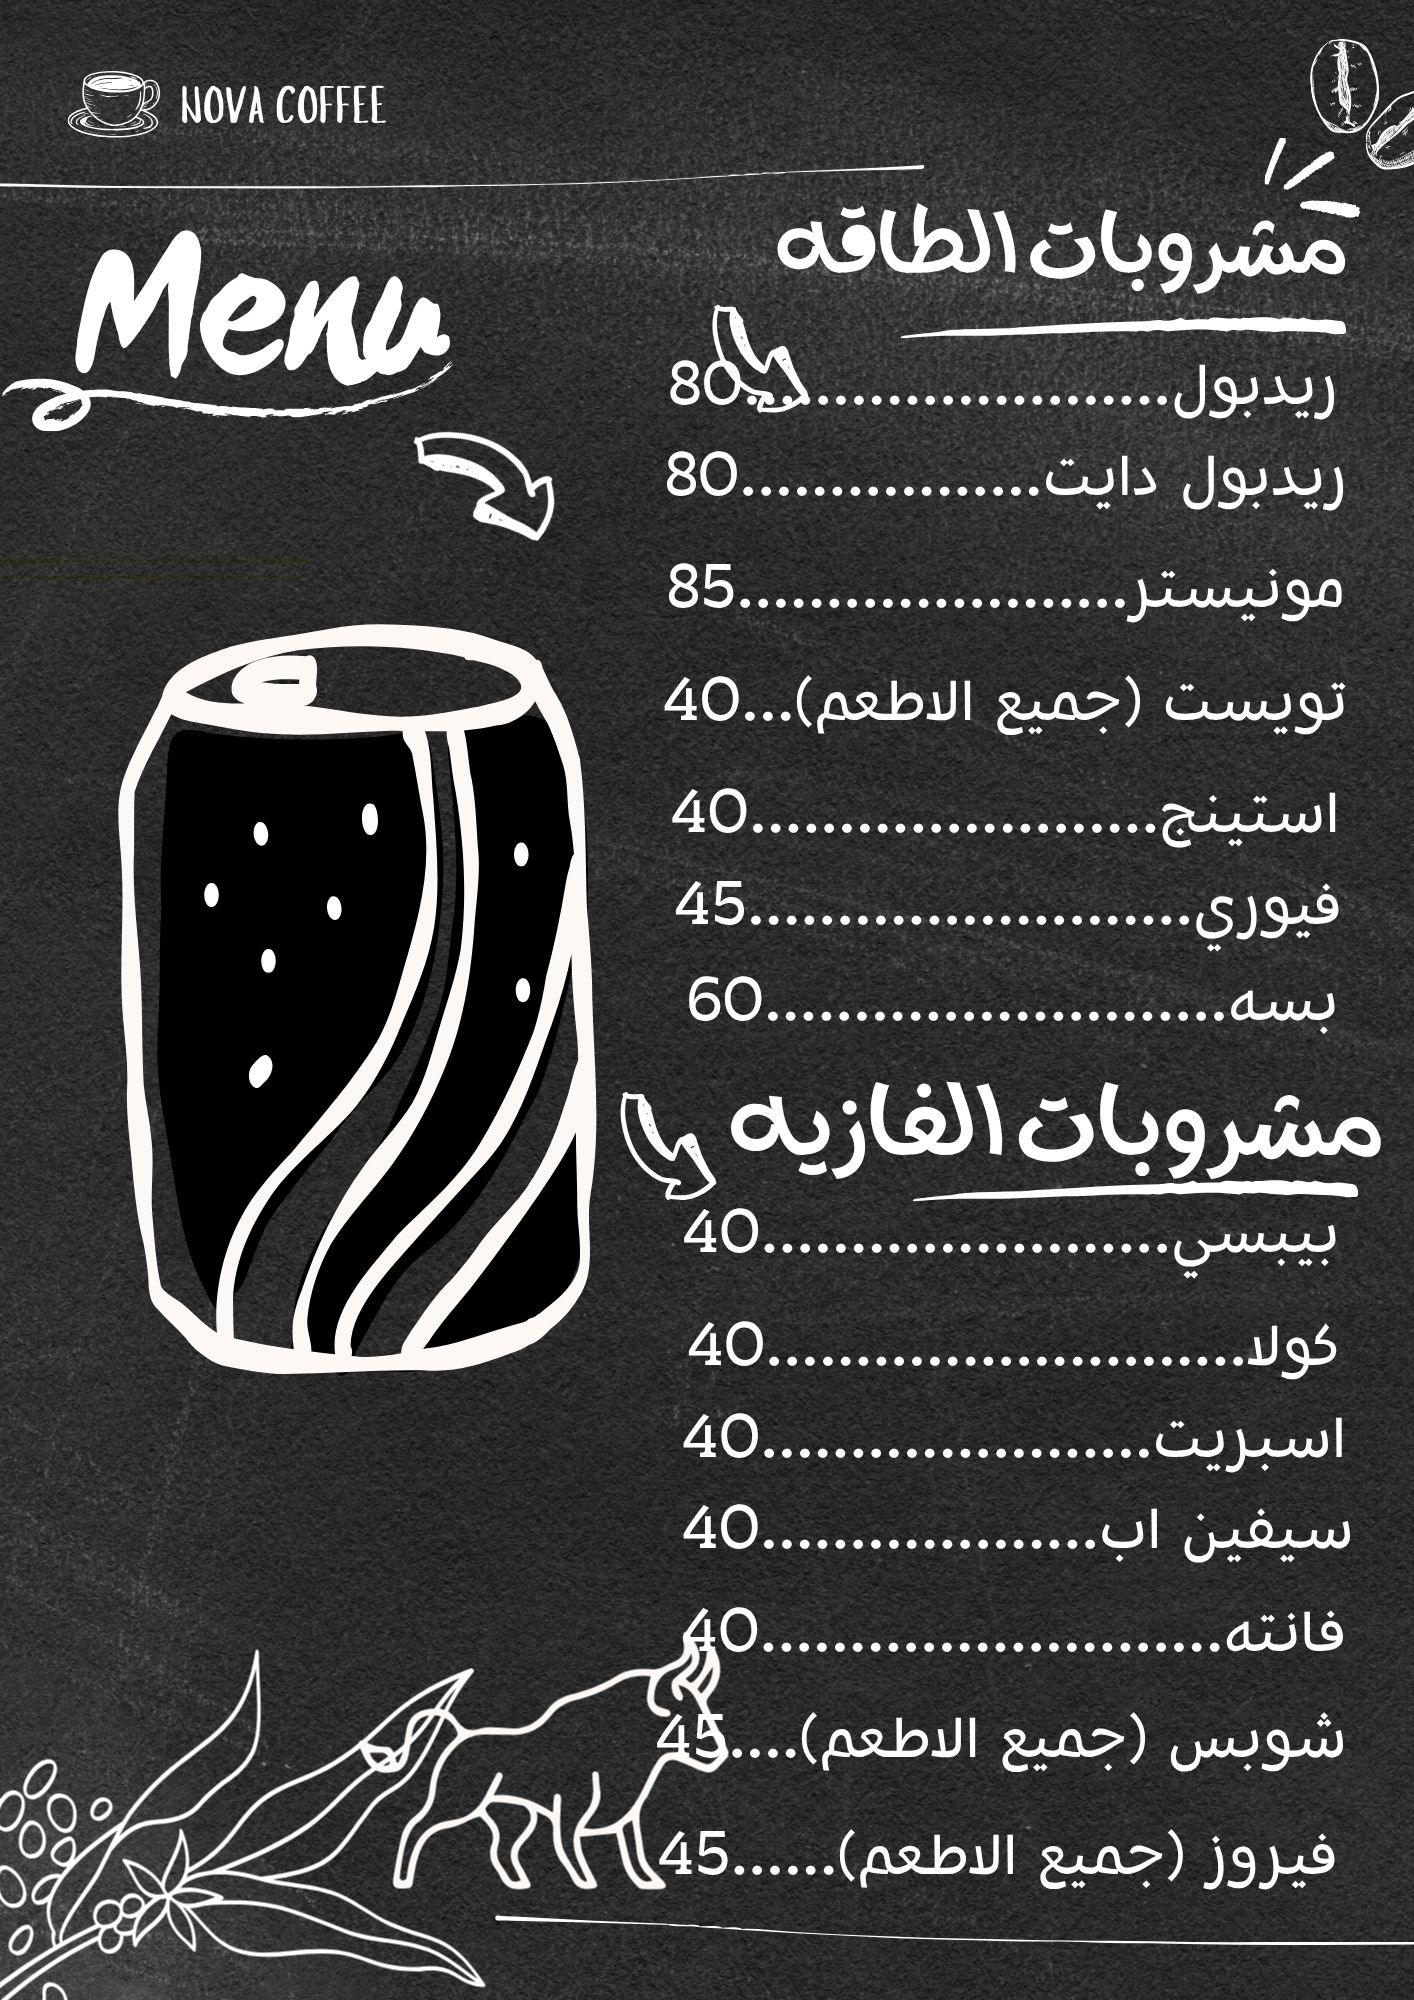 NOVA COFFEE
Menu
مشروبات الطاقه
ريدبول......................80
ريدبول دايت.................80
مونيستر......................85
تويست (جميع الاطعم)...40
استينج.......................40
فيوري.........................45
بسه..........................60
مشروبات الغازيه
بيبسي.......................40
كولا...........................40
اسبريت......................40
سيفين اب...................40
فانته..........................40
شوبس (جميع الاطعم)....45
فيروز (جميع الاطعم)......45